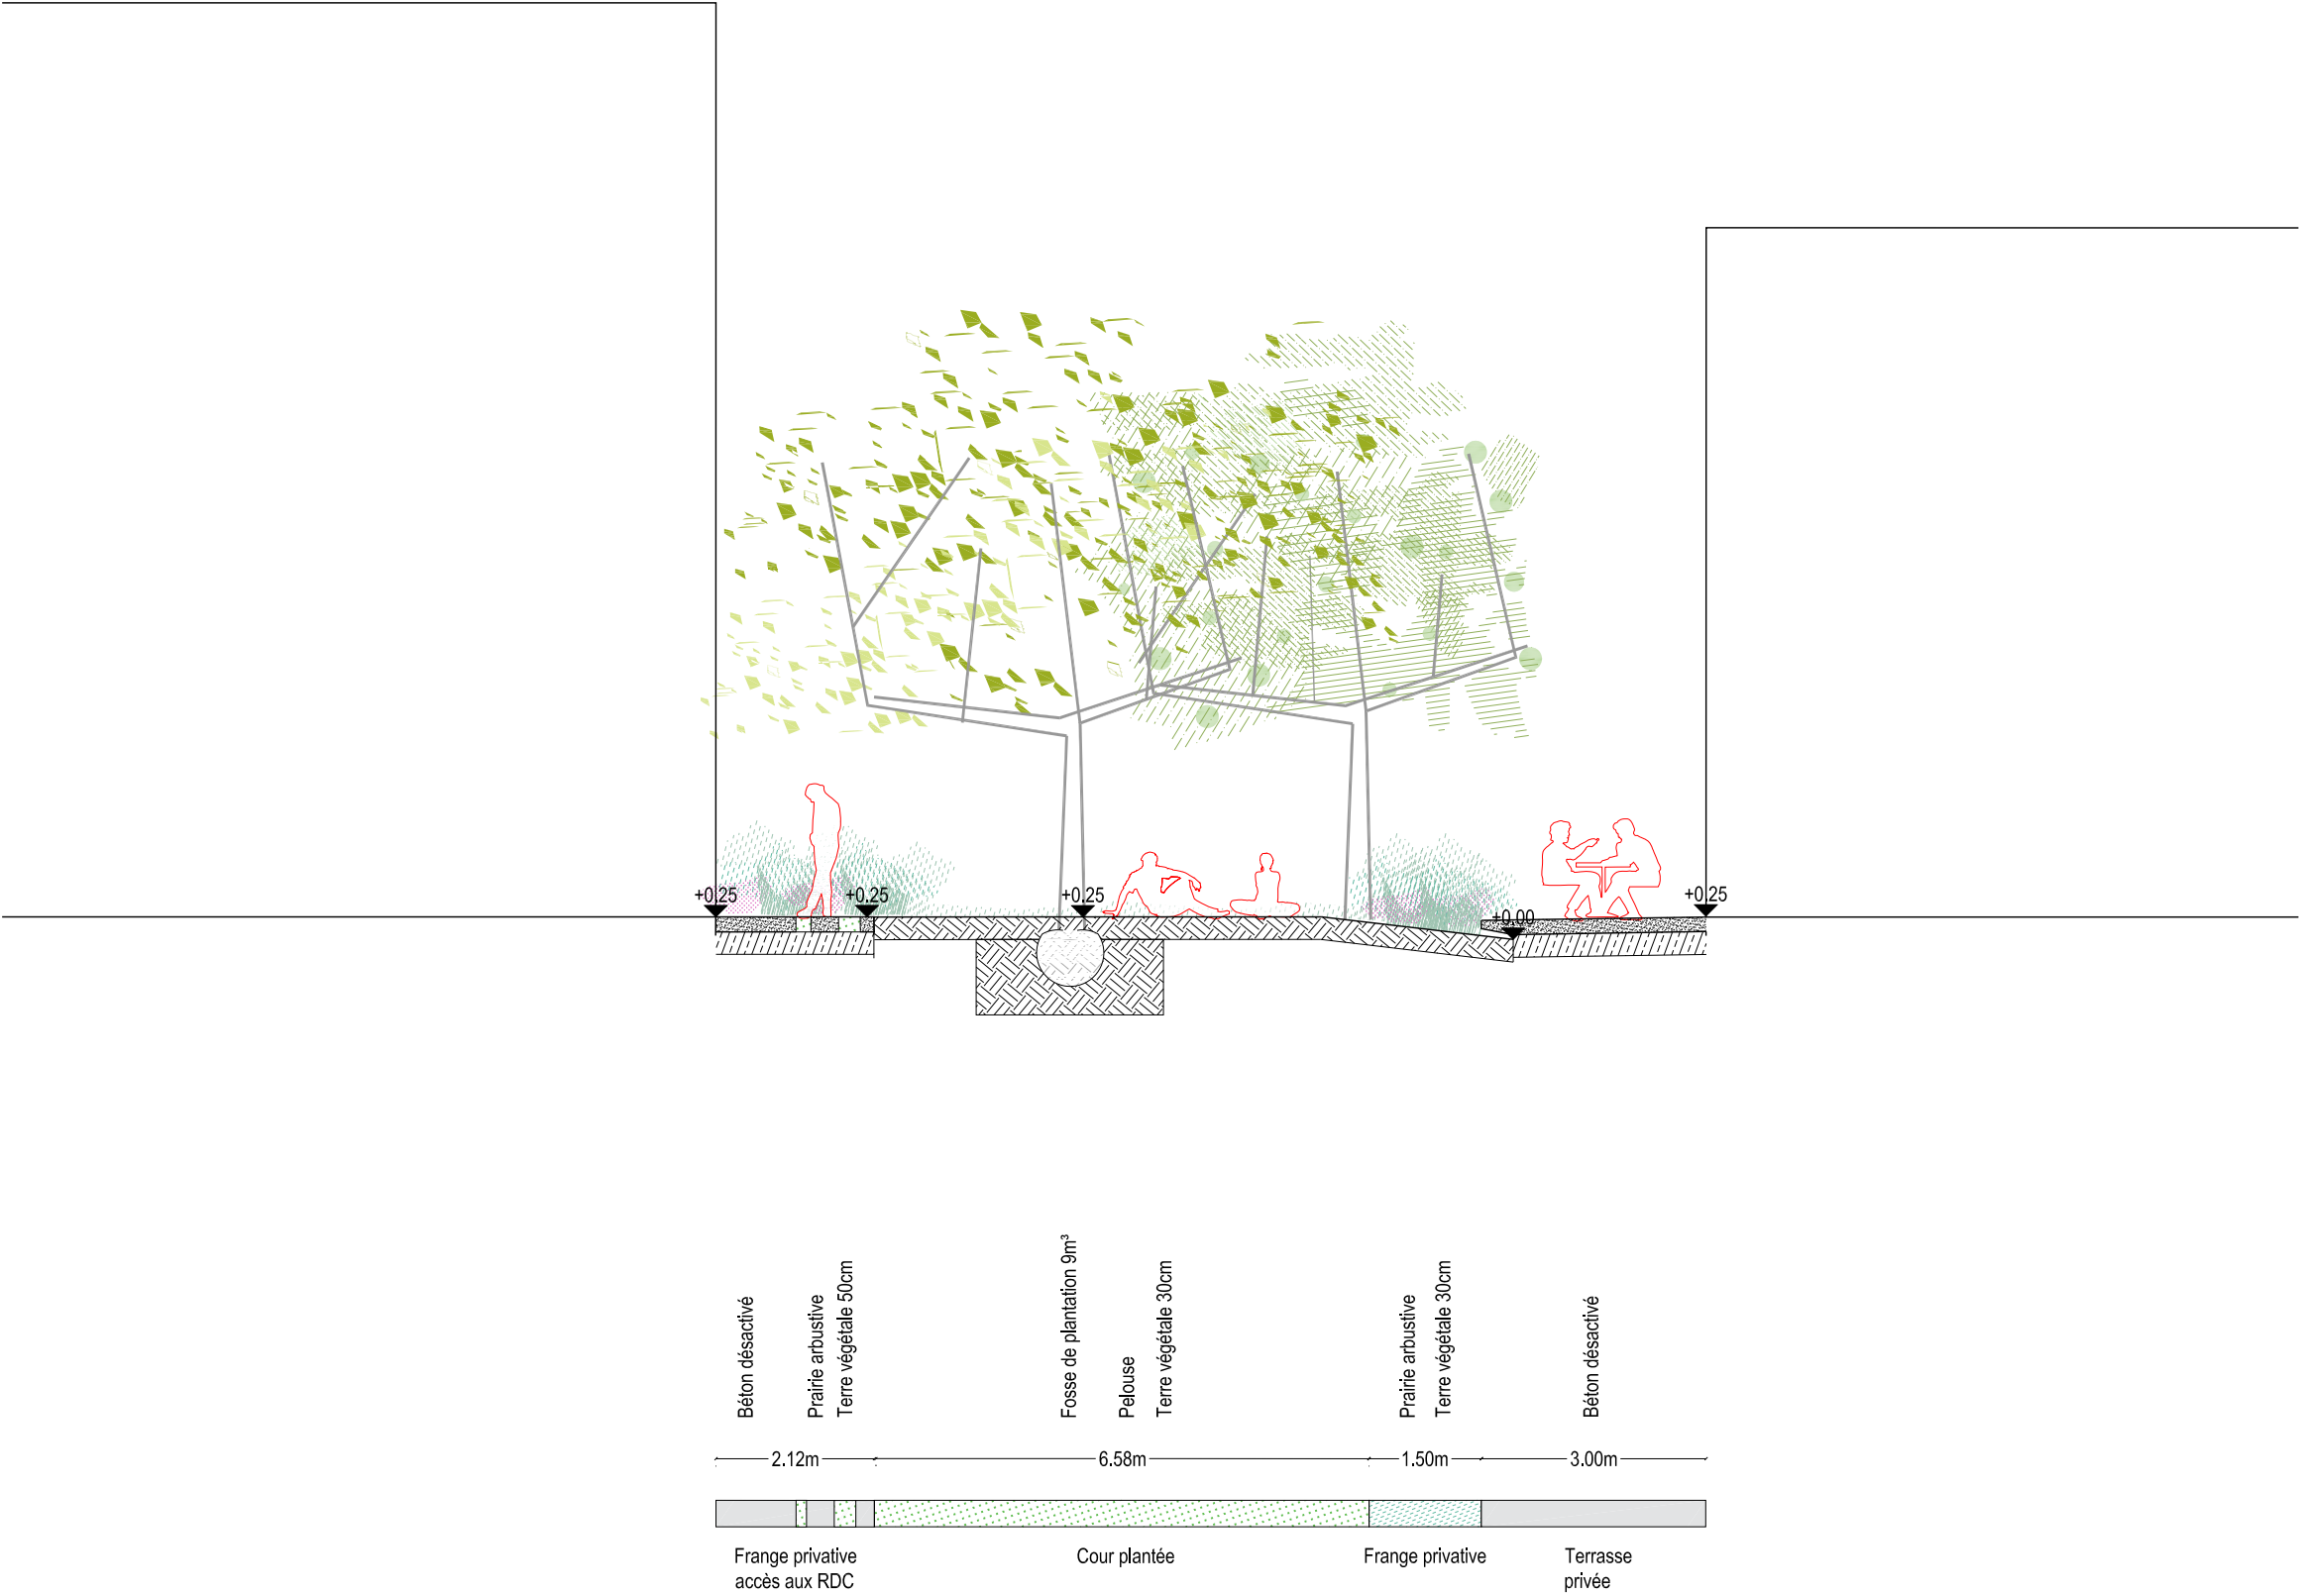 +0.25
+0.25
+0.25
+0.00
+0.25
Béton désactivé
Prairie arbustive
Terre végétale 50cm
Fosse de plantation 9m³
Pelouse
Terre végétale 30cm
Prairie arbustive
Terre végétale 30cm
Béton désactivé
2.12m
6.58m
1.50m
3.00m
Frange privative
accès aux RDC
Cour plantée
Frange privative
Terrasse
privée